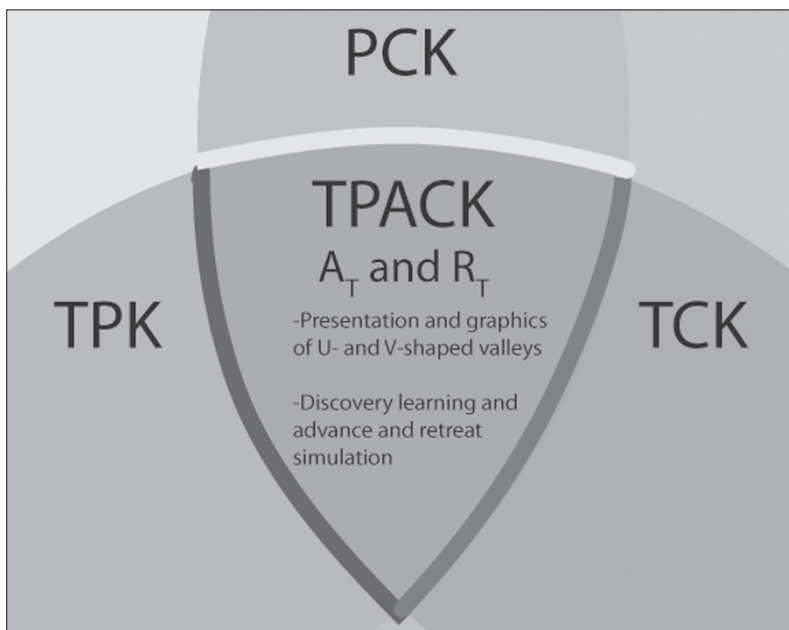 PCK
TPACK
A_T and R_T
-Presentation and graphics
of U- and V-shaped valleys
-Discovery learning and
advance and retreat
simulation
TPK
TCK